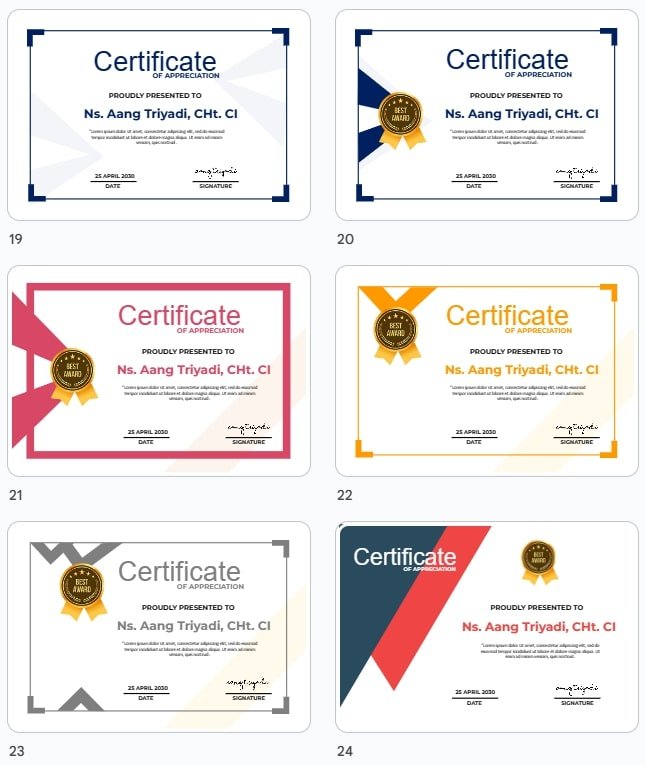 Certificate
OF APPRECIATION
PROUDLY PRESENTED TO
Ns. Aang Triyadi, CHt. CI
"Lorem ipsum dolor sit amet, consectetur adipiscing elit, sed do eiusmod
tempor incididunt ut labore et dolore magna aliqua. Ut enim ad minim
veniam, quis nostrud..
25 APRIL 2030
DATE
SIGNATURE
19
Certificate
OF APPRECIATION
BEST
AWARD
PROUDLY PRESENTED TO
Ns. Aang Triyadi, CHt. CI
"Lorem ipsum dolor sit amet, consectetur adipiscing elit, sed do eiusmod
tempor incididunt ut labore et dolore magna aliqua. Ut enim ad minim
veniam, quis nostrud..
25 APRIL 2030
DATE
SIGNATURE
20
Certificate
OF APPRECIATION
PROUDLY PRESENTED TO
BEST
AWARD
Ns. Aang Triyadi, CHt. CI
"Lorem ipsum dolor sit amet, consectetur adipiscing elit, sed do eiusmod
tempor incididunt ut labore et dolore magna aliqua. Ut enim ad minim
veniam, quis nostrud..
25 APRIL 2030
DATE
SIGNATURE
21
Certificate
OF APPRECIATION
BEST
AWARD
PROUDLY PRESENTED TO
Ns. Aang Triyadi, CHt. CI
"Lorem ipsum dolor sit amet, consectetur adipiscing elit, sed do eiusmod
tempor incididunt ut labore et dolore magna aliqua. Ut enim ad minim
veniam, quis nostrud..
25 APRIL 2030
DATE
SIGNATURE
22
Certificate
OF APPRECIATION
BEST
AWARD
PROUDLY PRESENTED TO
Ns. Aang Triyadi, CHt. CI
"Lorem ipsum dolor sit amet, consectetur adipiscing elit, sed do eiusmod
tempor incididunt ut labore et dolore magna aliqua. Ut enim ad minim
veniam, quis nostrud..
25 APRIL 2030
DATE
SIGNATURE
23
Certificate
OF APPRECIATION
BEST
AWARD
PROUDLY PRESENTED TO
Ns. Aang Triyadi, CHt. CI
"Lorem ipsum dolor sit amet, consectetur adipiscing elit, sed do
eiusmod tempor incididunt ut labore et dolore magna aliqua. Ut
enim ad minim veniam, quis nostrud..
25 APRIL 2030
DATE
SIGNATURE
24